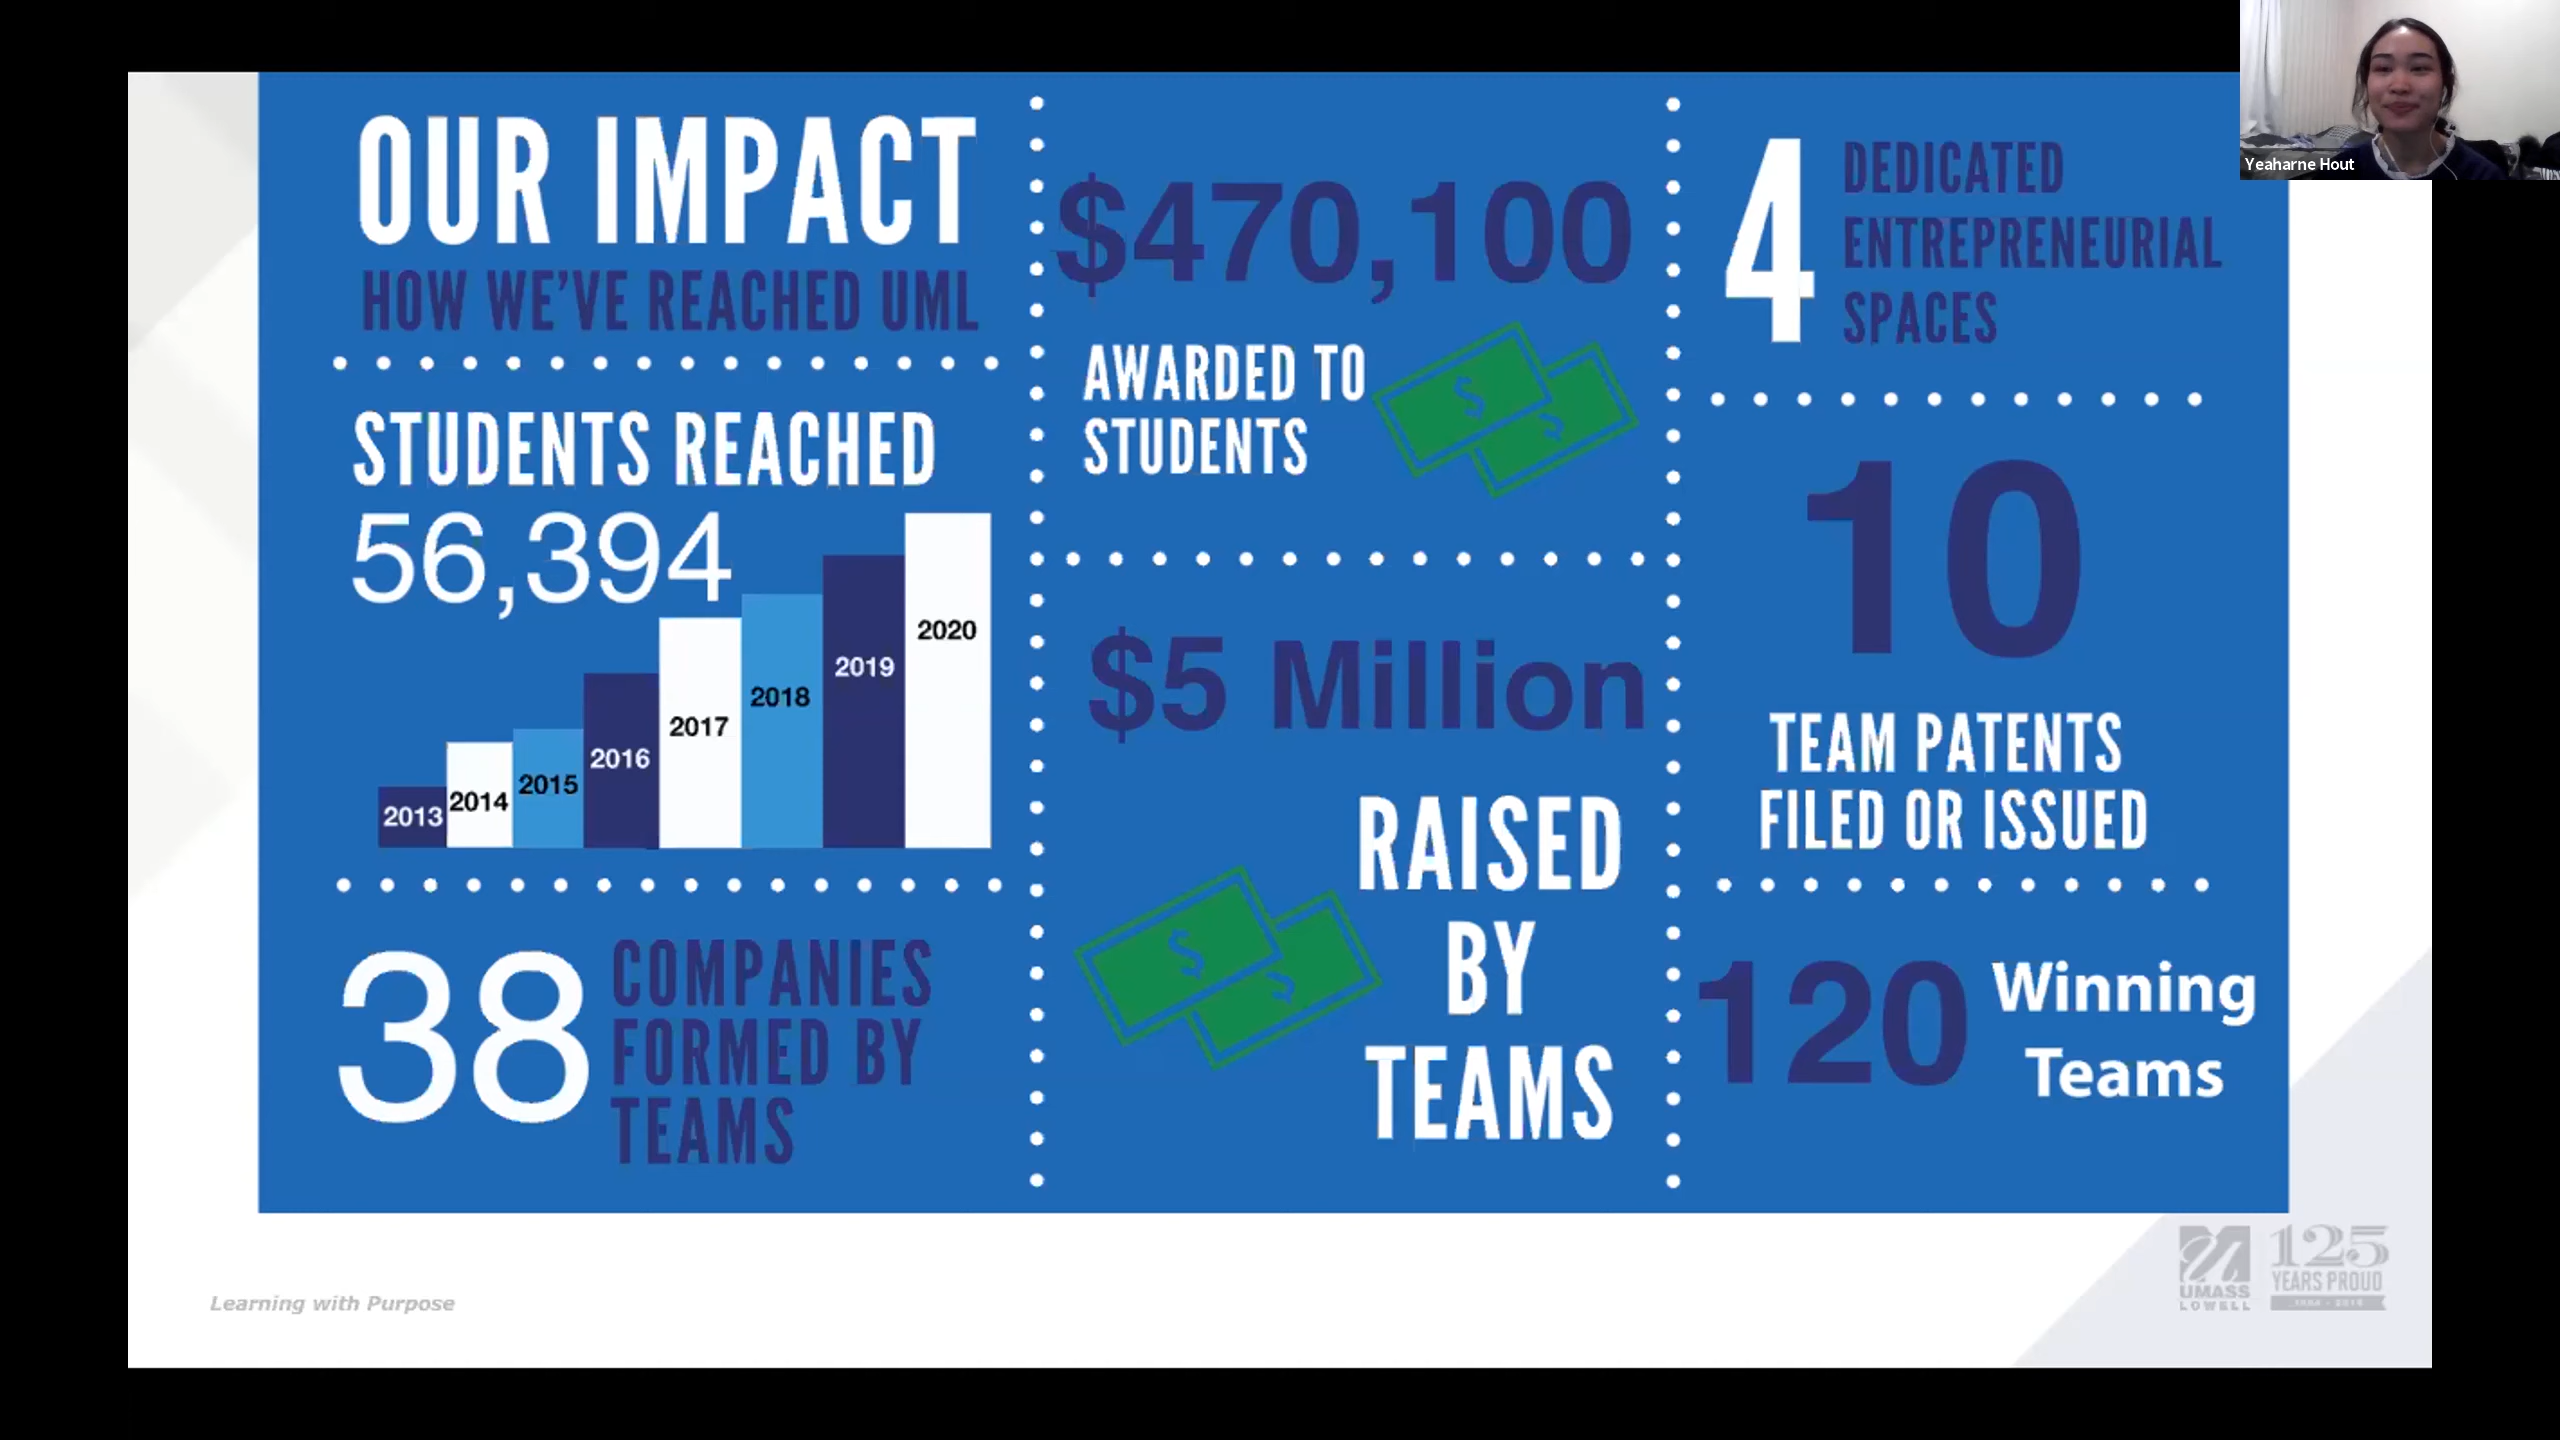 OUR IMPACT
HOW WE'VE REACHED UML
STUDENTS REACHED
56,394
2013
2014
2015
2016
2017
2018
2019
2020
38
COMPANIES
FORMED BY
TEAMS
$470,100
AWARDED TO
STUDENTS
$ $
$5 Million
RAISED
BY
TEAMS
$ $
4
DEDICATED
ENTREPRENEURIAL
SPACES
10
TEAM PATENTS
FILED OR ISSUED
120
Winning
Teams
Yeaharne Hout
Learning with Purpose
UMASS
LOWELL
125
YEARS PROUD